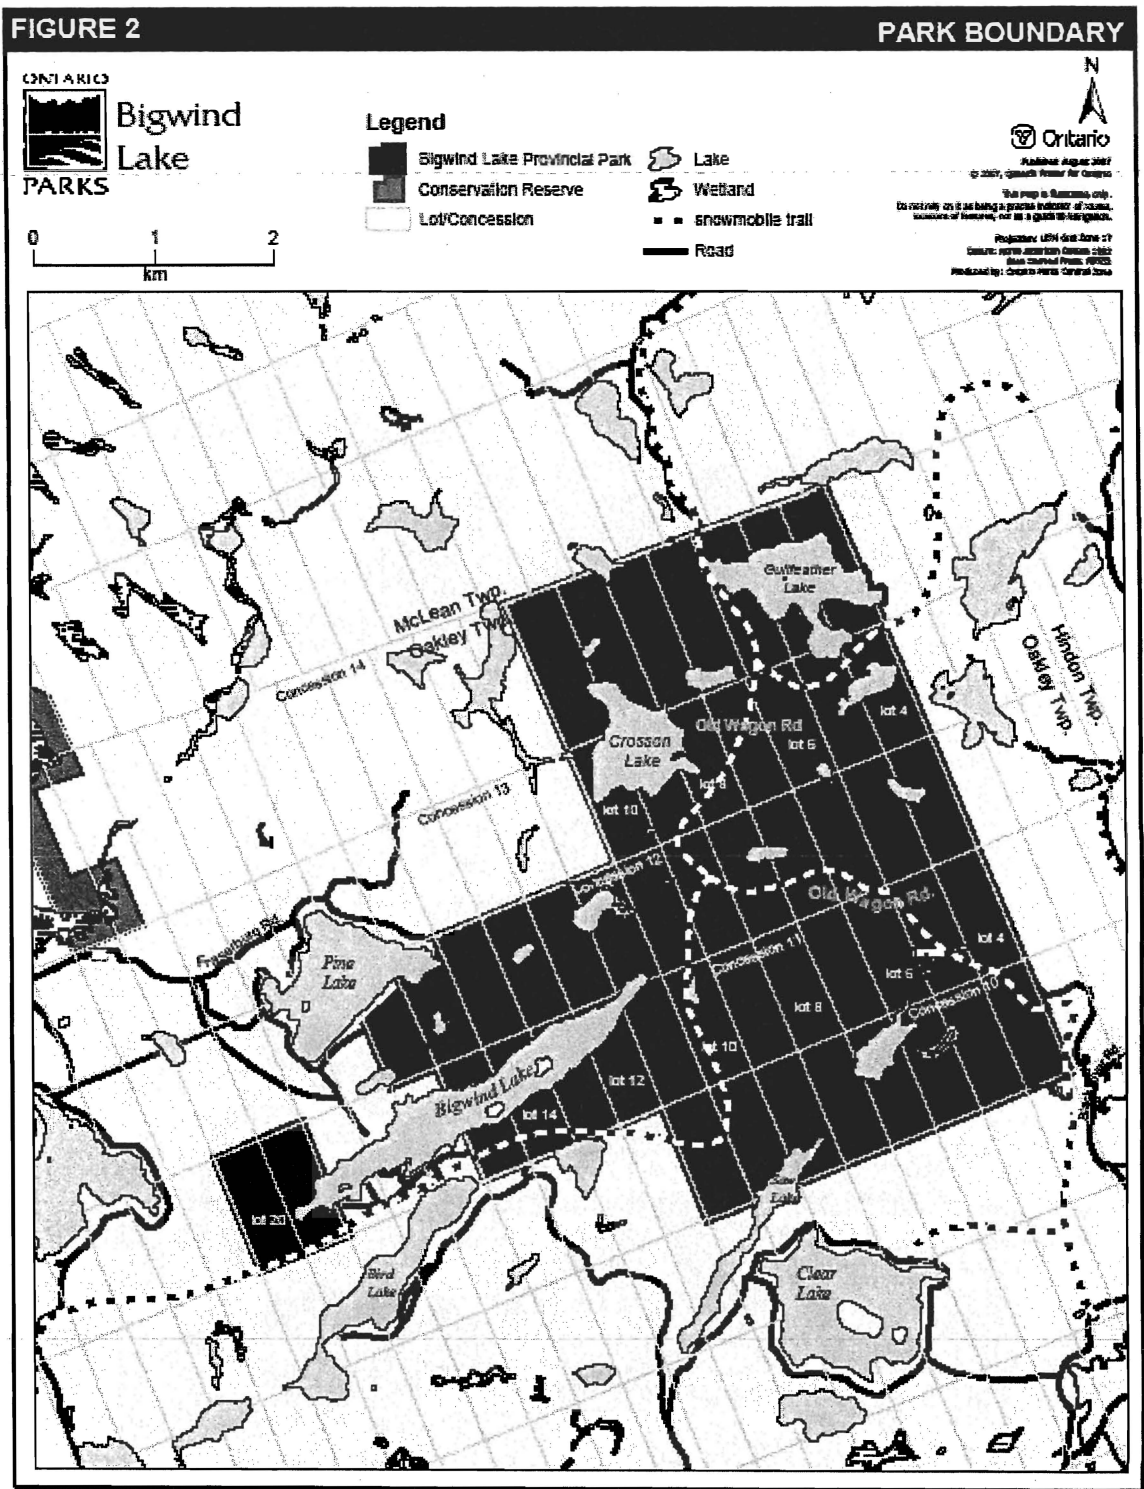 FIGURE 2
PARK BOUNDARY
ONTARIO
PARKS
Bigwind
Lake
Legend
Bigwind Lake Provincial Park
Conservation Reserve
Lot/Concession
Lake
Wetland
snowmobile trail
Road
N
Ontario
Published August 2007
0 1 2
km
McLean Twp.
Oakley Twp.
Concession 14
Gullfeather
Lake
Hindon Twp.
Oakley Twp.
lot 4
Old Wagon Rd
Crosson
Lake
lot 6
lot 8
lot 10
Concession 13
Concession 12
Old Wagon Rd.
Fraserburg Rd
Pine
Lake
Concession 11
lot 4
lot 6
Concession 10
lot 8
lot 10
lot 12
Bigwind Lake
lot 14
lot 20
Lake
Bird
Lake
Clear
Lake